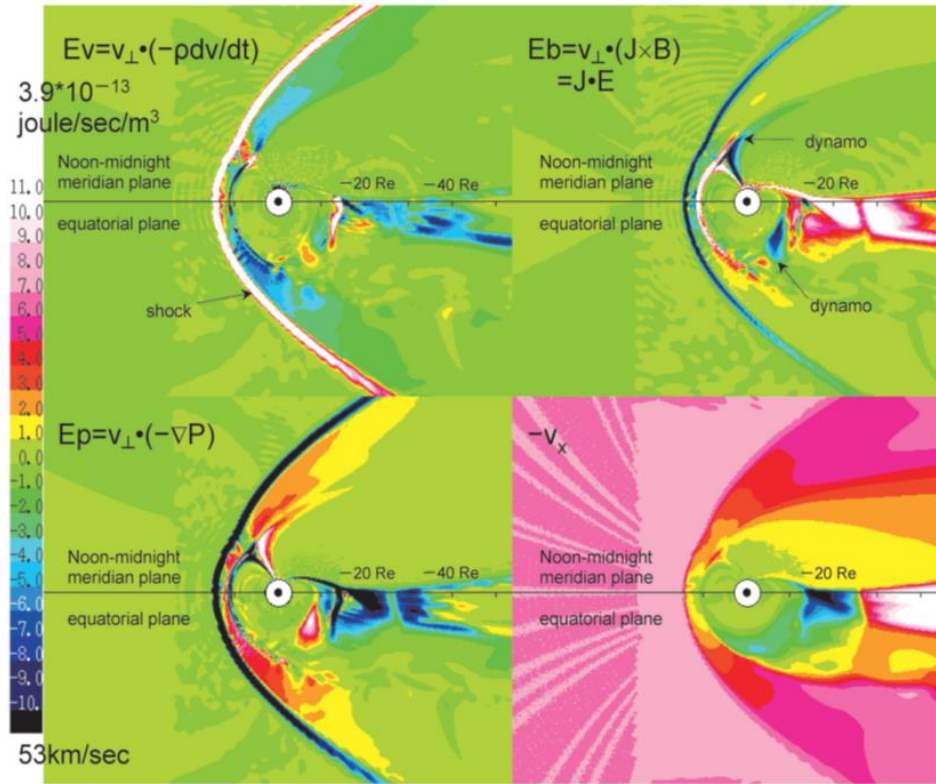 Ev=v⊥•(−ρdv/dt)
3.9*10⁻¹³
joule/sec/m³
Noon-midnight
meridian plane
−20 Re
−40 Re
equatorial plane
shock
Eb=v⊥•(J×B)
=J•E
dynamo
Noon-midnight
meridian plane
−20 Re
equatorial plane
dynamo
11.0
10.0
9.0
8.0
7.0
6.0
5.0
4.0
3.0
2.0
1.0
0.0
-1.0
-2.0
-3.0
-4.0
-5.0
-6.0
-7.0
-8.0
-9.0
-10.
53km/sec
Ep=v⊥•(−∇P)
Noon-midnight
meridian plane
−20 Re
−40 Re
equatorial plane
−vₓ
Noon-midnight
meridian plane
−20 Re
equatorial plane